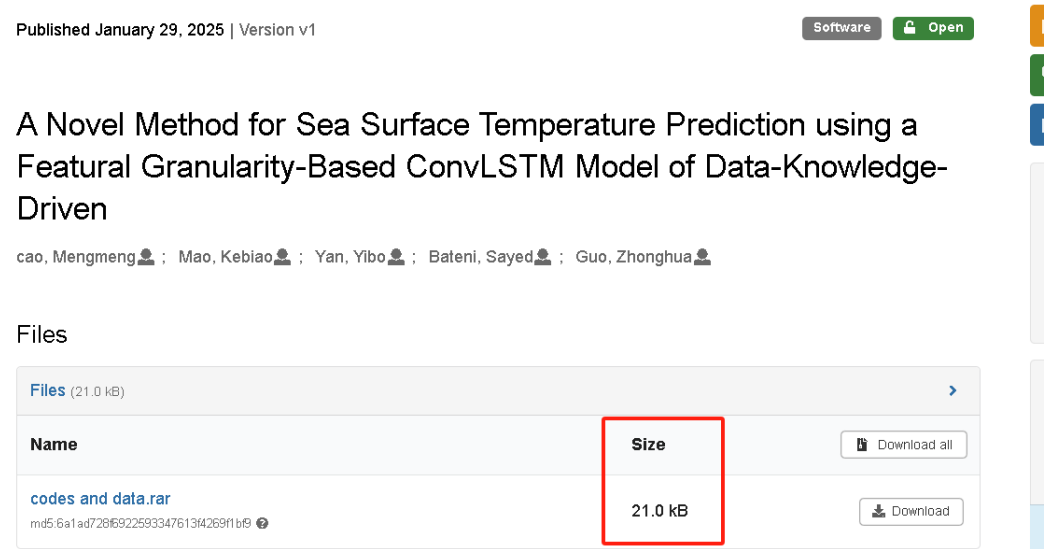 Published January 29, 2025 | Version v1
Software
Open
A Novel Method for Sea Surface Temperature Prediction using a
Featural Granularity-Based ConvLSTM Model of Data-Knowledge-
Driven
cao, Mengmeng ; Mao, Kebiao ; Yan, Yibo ; Bateni, Sayed ; Guo, Zhonghua
Files
Files (21.0 kB)
Name Size Download all
codes and data.rar 21.0 kB Download